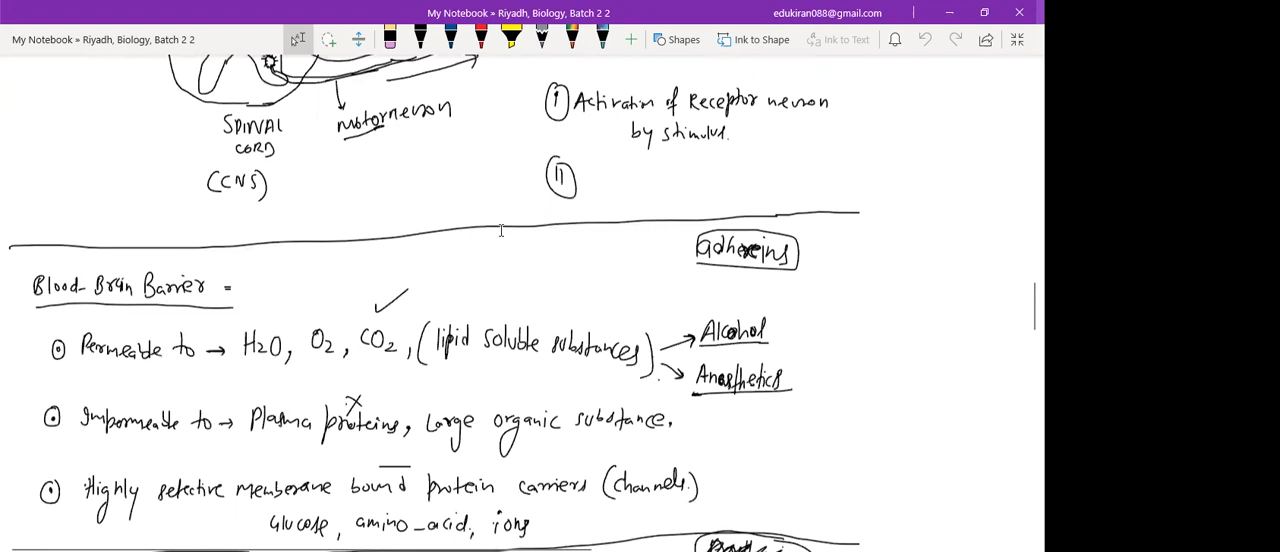 My Notebook » Riyadh, Biology, Batch 2 2
edukiran088@gmail.com
My Notebook » Riyadh, Biology, Batch 2 2
Shapes
Ink to Shape
Ink to Text
SPINAL
CORD
(CNS)
motorneuron
I Activation of Receptor neuron
by stimulus.
II
adhereins
Blood-Brain Barrier =
Permeable to → H2O, O2, CO2, (lipid soluble substances)
Alcohol
Anasthetics
Impermeable to → Plasma proteins, Large organic substance.
Highly selective membrane bound protein carriers (channels.)
Glucose, amino-acid, ions